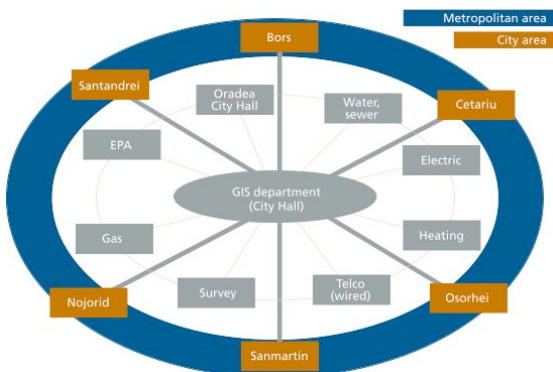 Metropolitan area
City area
Bors
Santandrei
Cetariu
Oradea
City Hall
Water,
sewer
EPA
Electric
GIS department
(City Hall)
Gas
Heating
Survey
Telco
(wired)
Nojorid
Osorhei
Sanmartin